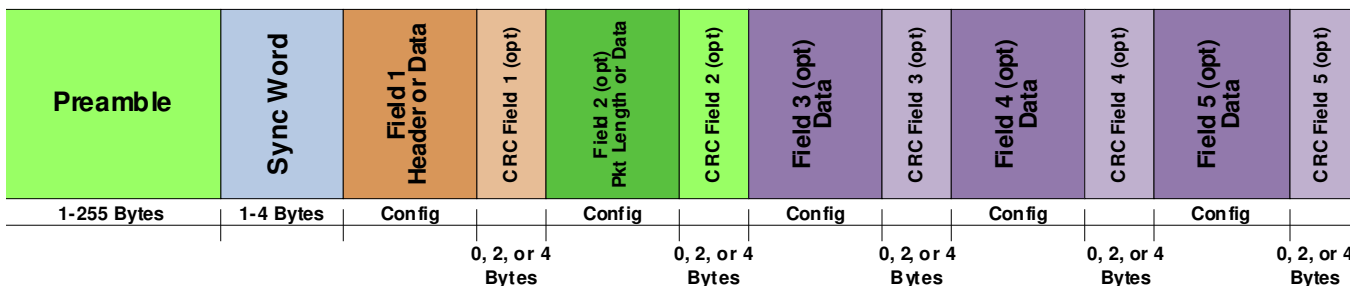 Preamble
Sync Word
Field 1
Header or Data
CRC Field 1 (opt)
Field 2 (opt)
Pkt Length or Data
CRC Field 2 (opt)
Field 3 (opt)
Data
CRC Field 3 (opt)
Field 4 (opt)
Data
CRC Field 4 (opt)
Field 5 (opt)
Data
CRC Field 5 (opt)
1-255 Bytes
1-4 Bytes
Config
Config
Config
Config
Config
0, 2, or 4
Bytes
0, 2, or 4
Bytes
0, 2, or 4
Bytes
0, 2, or 4
Bytes
0, 2, or 4
Bytes